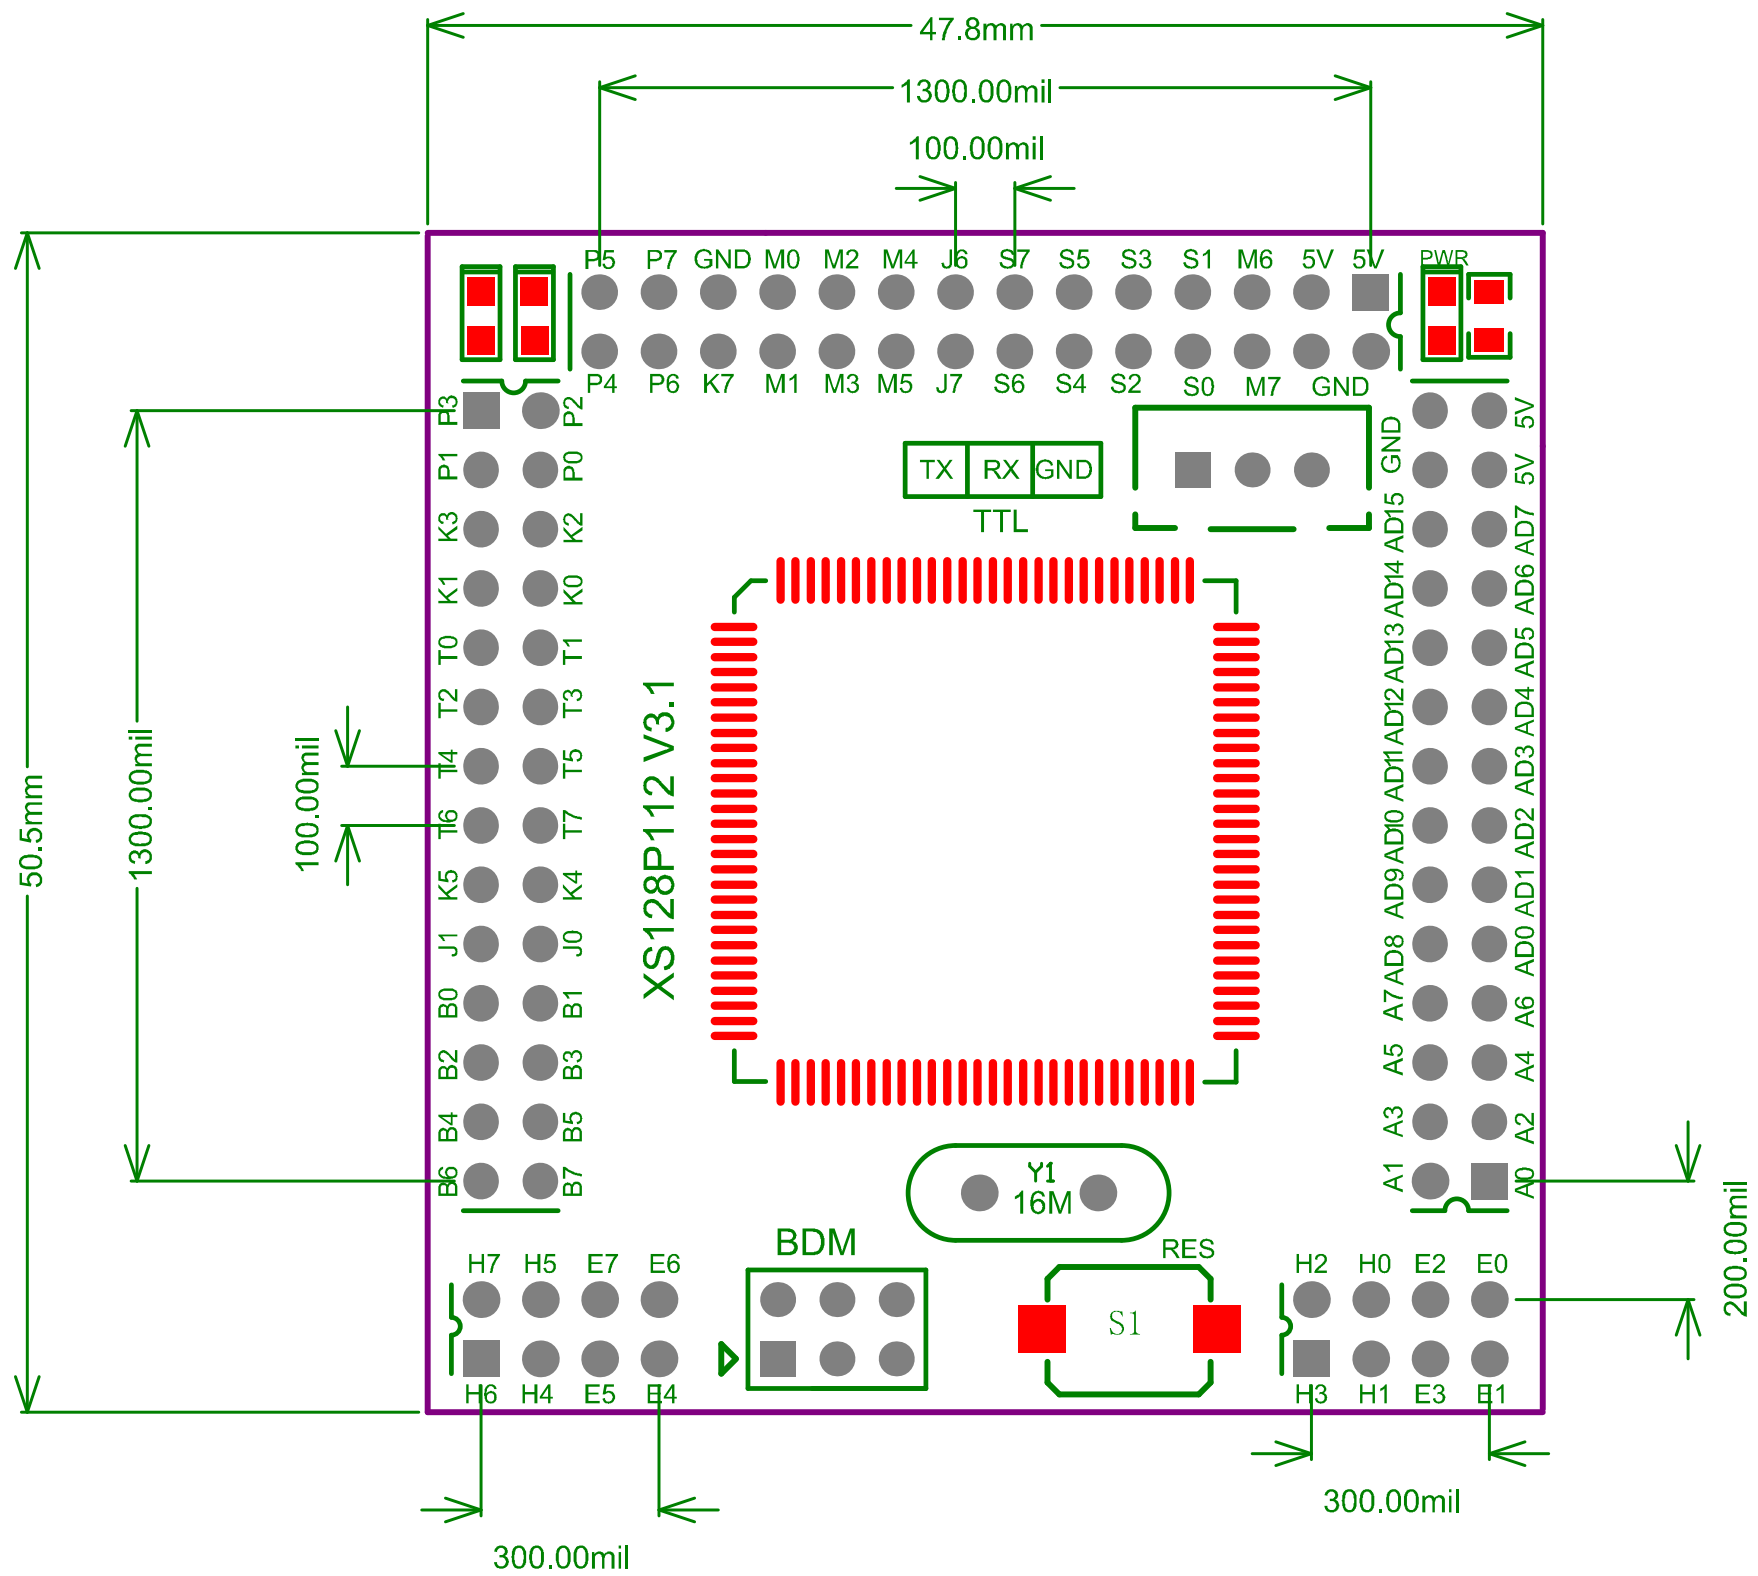 47.8mm
1300.00mil
100.00mil
P5 P7 GND M0 M2 M4 J6 S7 S5 S3 S1 M6 5V 5V PWR
P4 P6 K7 M1 M3 M5 J7 S6 S4 S2 S0 M7 GND
P3 P2 GND 5V
TX RX GND
TTL
P1 P0 5V
K3 K2 AD15 AD7
K1 K0 AD14 AD6
T0 T1 AD13 AD5
T2 T3 AD12 AD4
T4 T5 AD11 AD3
T6 T7 AD10 AD2
K5 K4 AD9 AD1
J1 J0 AD8 AD0
B0 B1 A7 A6
B2 B3 A5 A4
B4 B5 A3 A2
B6 B7 A1 A0
50.5mm
1300.00mil
100.00mil
XS128P112 V3.1
Y1
16M
200.00mil
BDM
RES
H7 H5 E7 E6
H2 H0 E2 E0
S1
H6 H4 E5 E4
H3 H1 E3 E1
300.00mil
300.00mil